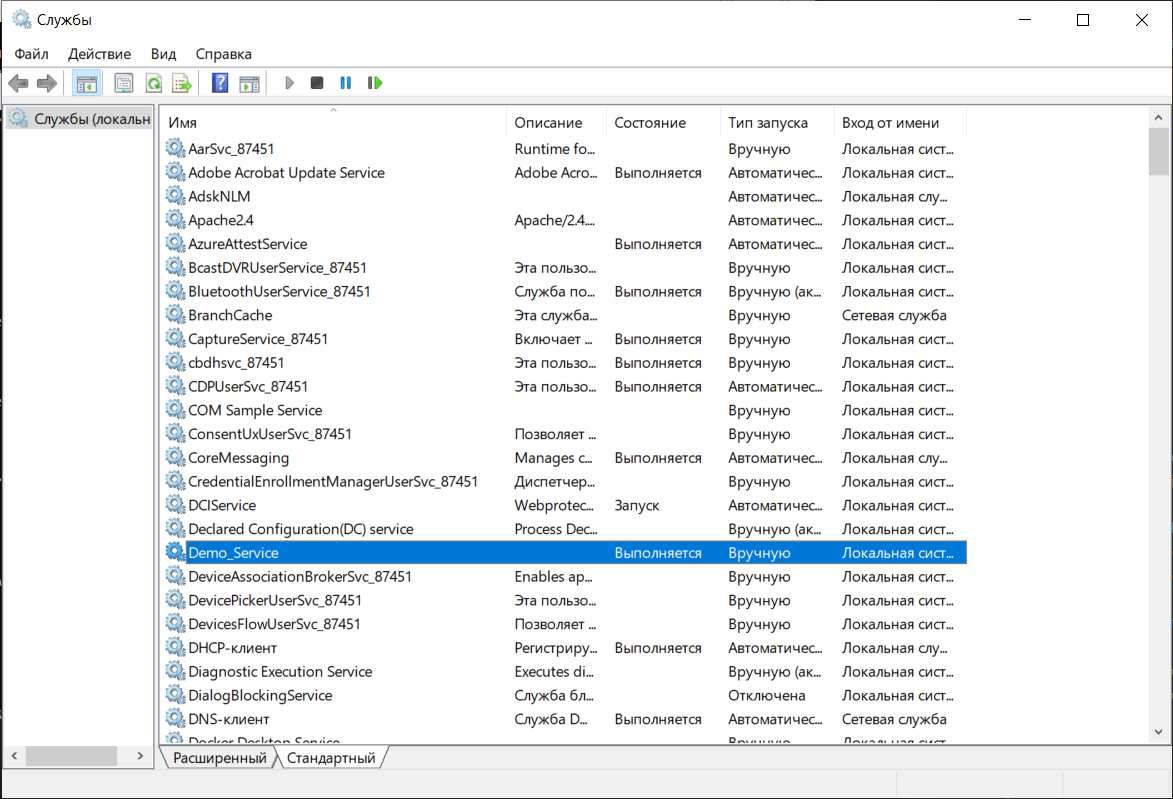 Службы
Файл Действие Вид Справка
Службы (локальн
Имя Описание Состояние Тип запуска Вход от имени
AarSvc_87451 Runtime fo... Вручную Локальная сист...
Adobe Acrobat Update Service Adobe Acro... Выполняется Автоматичес... Локальная сист...
AdskNLM Автоматичес... Локальная слу...
Apache2.4 Apache/2.4.... Автоматичес... Локальная сист...
AzureAttestService Выполняется Автоматичес... Локальная сист...
BcastDVRUserService_87451 Эта пользо... Вручную Локальная сист...
BluetoothUserService_87451 Служба по... Выполняется Вручную (ак... Локальная сист...
BranchCache Эта служба... Вручную Сетевая служба
CaptureService_87451 Включает ... Выполняется Вручную Локальная сист...
cbdhsvc_87451 Эта пользо... Выполняется Вручную Локальная сист...
CDPUserSvc_87451 Эта пользо... Выполняется Автоматичес... Локальная сист...
COM Sample Service Вручную Локальная сист...
ConsentUxUserSvc_87451 Позволяет ... Вручную Локальная сист...
CoreMessaging Manages c... Выполняется Автоматичес... Локальная слу...
CredentialEnrollmentManagerUserSvc_87451 Диспетчер... Вручную Локальная сист...
DCIService Webprotec... Запуск Автоматичес... Локальная сист...
Declared Configuration(DC) service Process Dec... Вручную (ак... Локальная сист...
Demo_Service Выполняется Вручную Локальная сист...
DeviceAssociationBrokerSvc_87451 Enables ap... Вручную Локальная сист...
DevicePickerUserSvc_87451 Эта пользо... Вручную Локальная сист...
DevicesFlowUserSvc_87451 Позволяет ... Вручную Локальная сист...
DHCP-клиент Регистриру... Выполняется Автоматичес... Локальная слу...
Diagnostic Execution Service Executes di... Вручную (ак... Локальная сист...
DialogBlockingService Служба бл... Отключена Локальная сист...
DNS-клиент Служба D... Выполняется Автоматичес... Сетевая служба
Docker Desktop Service Вручную Локальная сист...
Расширенный Стандартный